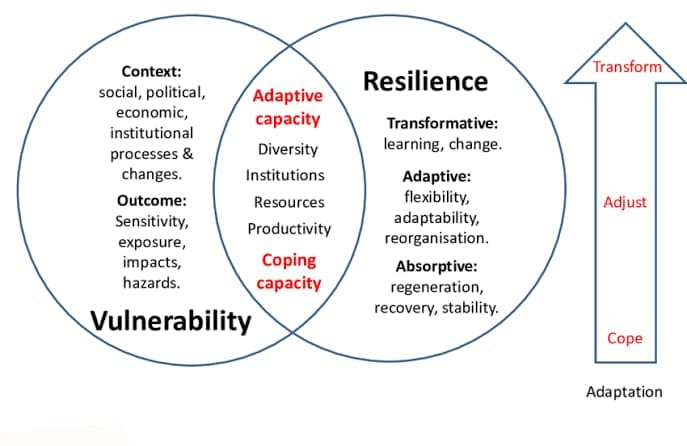 Context:
social, political,
economic,
institutional
processes &
changes.
Outcome:
Sensitivity,
exposure,
impacts,
hazards.
Vulnerability
Adaptive
capacity
Diversity
Institutions
Resources
Productivity
Coping
capacity
Resilience
Transformative:
learning, change.
Adaptive:
flexibility,
adaptability,
reorganisation.
Absorptive:
regeneration,
recovery, stability.
Transform
Adjust
Cope
Adaptation